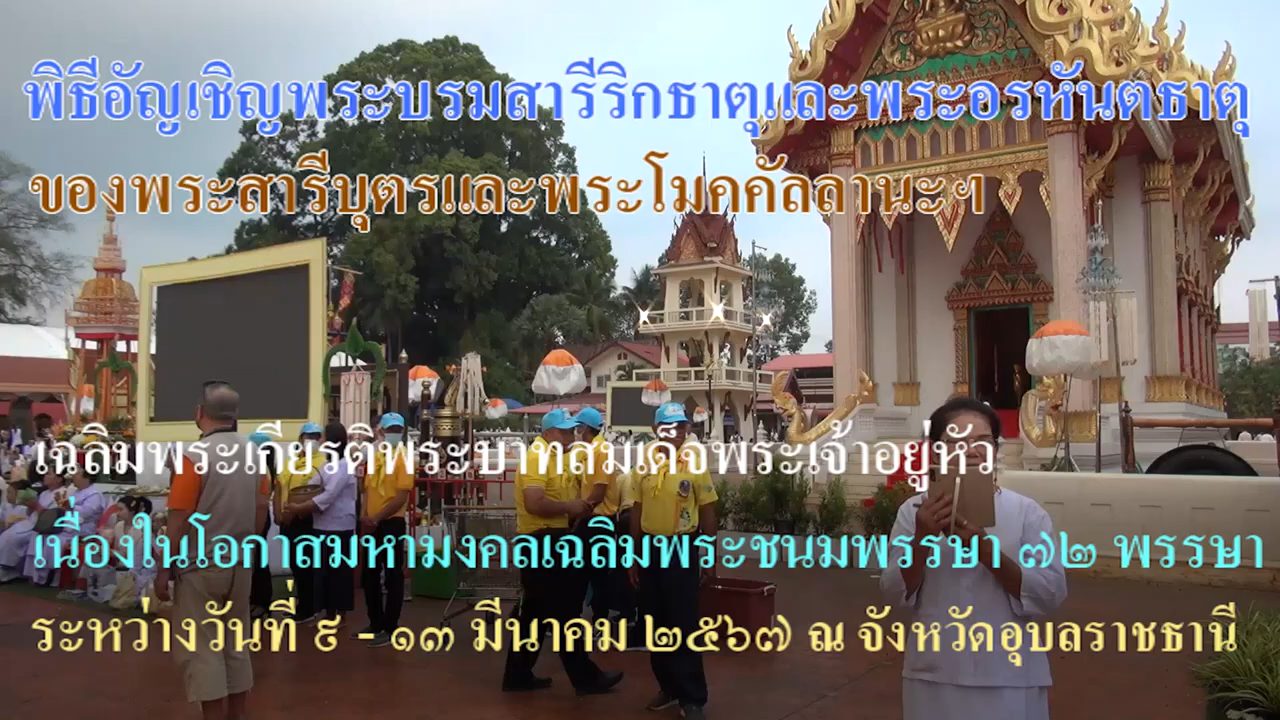 พิธีอัญเชิญพระบรมสารีริกธาตุและพระอรหันตธาตุ
ของพระสารีบุตรและพระโมคคัลลานะฯ
เฉลิมพระเกียรติพระบาทสมเด็จพระเจ้าอยู่หัว
เนื่องในโอกาสมหามงคลเฉลิมพระชนมพรรษา ๗๒ พรรษา
ระหว่างวันที่ ๙ - ๑๓ มีนาคม ๒๕๖๗ ณ จังหวัดอุบลราชธานี